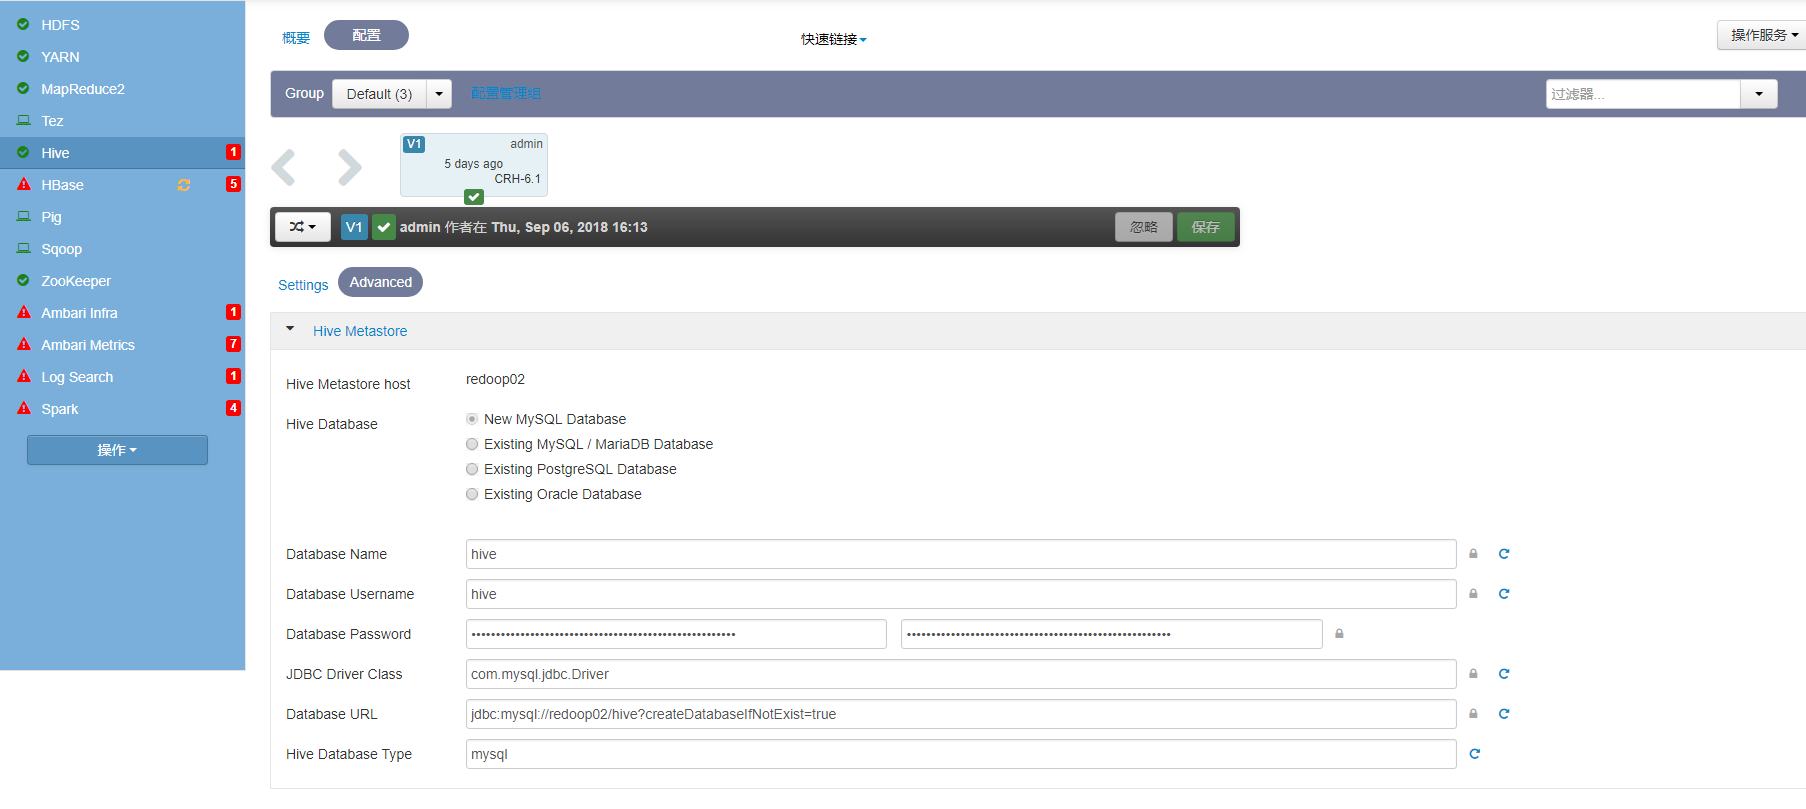 HDFS
YARN
MapReduce2
Tez
Hive 1
HBase 5
Pig
Sqoop
ZooKeeper
Ambari Infra 1
Ambari Metrics 7
Log Search 1
Spark 4
操作
概要 配置 快速链接 操作服务
Group Default (3) 配置管理组 过滤器...
V1 admin
5 days ago
CRH-6.1
V1 admin 作者在 Thu, Sep 06, 2018 16:13 忽略 保存
Settings Advanced
Hive Metastore
Hive Metastore host redoop02
Hive Database New MySQL Database
Existing MySQL / MariaDB Database
Existing PostgreSQL Database
Existing Oracle Database
Database Name hive
Database Username hive
Database Password
JDBC Driver Class com.mysql.jdbc.Driver
Database URL jdbc:mysql://redoop02/hive?createDatabaseIfNotExist=true
Hive Database Type mysql